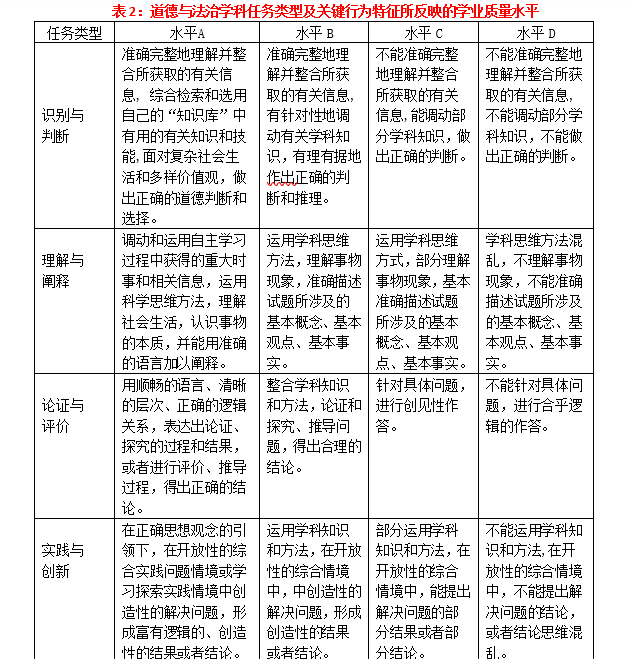 表2：道德与法治学科任务类型及关键行为特征所反映的学业质量水平
任务类型
水平A
水平B
水平C
水平D
识别与
判断
准确完整地理解并整
合所获取的有关信
息，综合检索和选用
自己的“知识库”中
有用的有关知识和技
能,面对复杂社会生
活和多样价值观，做
出正确的道德判断和
选择。
准确完整地理
解并整合所获
取的有关信息,
有针对性地调
动有关学科知
识，有理有据地
作出正确的判
断和推理。
不能准确完整
地理解并整合
所获取的有关
信息,能调动部
分学科知识，做
出正确的判断。
不能准确完整地
理解并整合所获
取的有关信息,
不能调动部分学
科知识，不能做
出正确的判断。
理解与
阐释
调动和运用自主学习
过程中获得的重大时
事和相关信息，运用
科学思维方法，理解
社会生活，认识事物
的本质，并能用准确
的语言加以阐释。
运用学科思维
方法，理解事物
现象，准确描述
试题所涉及的
基本概念、基本
观点、基本事
实。
运用学科思维
方式，部分理解
事物现象，基本
准确描述试题
所涉及的基本
概念、基本观
点、基本事实。
学科思维方法混
乱，不理解事物
现象，不能准确
描述试题所涉及
的基本概念、基
本观点、基本事
实。
论证与
评价
用顺畅的语言、清晰
的层次、正确的逻辑
关系，表达出论证、
探究的过程和结果，
或者进行评价、推导
过程，得出正确的结
论。
整合学科知识
和方法，论证和
探究、推导问
题，得出合理的
结论。
针对具体问题，
进行创见性作
答。
不能针对具体问
题，进行合乎逻
辑的作答。
实践与
创新
在正确思想观念的引
领下，在开放性的综
合实践问题情境或学
习探索实践情境中创
造性的解决问题，形
成富有逻辑的、创造
性的结果或者结论。
运用学科知识
和方法，在开放
性的综合情境
中，中创造性的
解决问题，形成
创造性的结果
或者结论。
部分运用学科
知识和方法，在
开放性的综合
情境中，能提出
解决问题的部
分结果或者部
分结论。
不能运用学科知
识和方法,在开
放性的综合情境
中，不能提出解
决问题的结论，
或者结论思维混
乱。